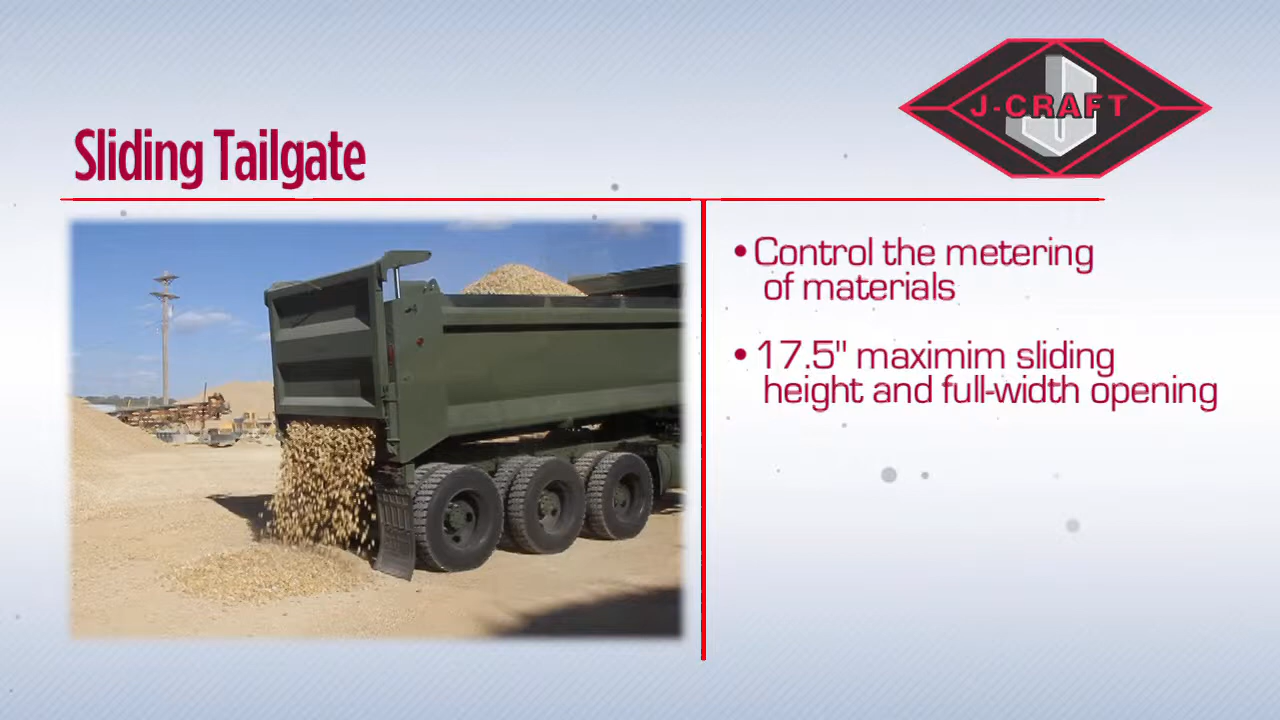 J-CRAFT
Sliding Tailgate
• Control the metering
of materials
• 17.5" maximim sliding
height and full-width opening